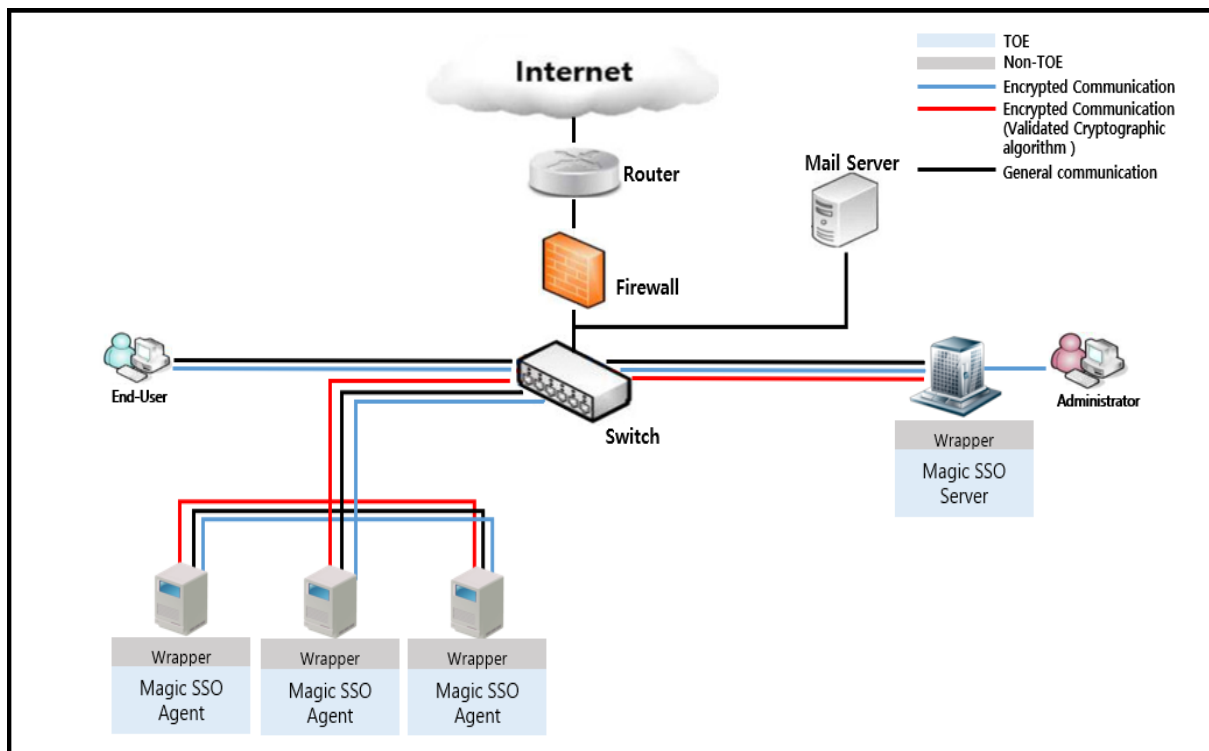 Internet
TOE
Non-TOE
Encrypted Communication
Encrypted Communication
(Validated Cryptographic
algorithm )
General communication
Router
Mail Server
Firewall
End-User
Switch
Administrator
Wrapper
Magic SSO
Server
Wrapper
Magic SSO
Agent
Wrapper
Magic SSO
Agent
Wrapper
Magic SSO
Agent